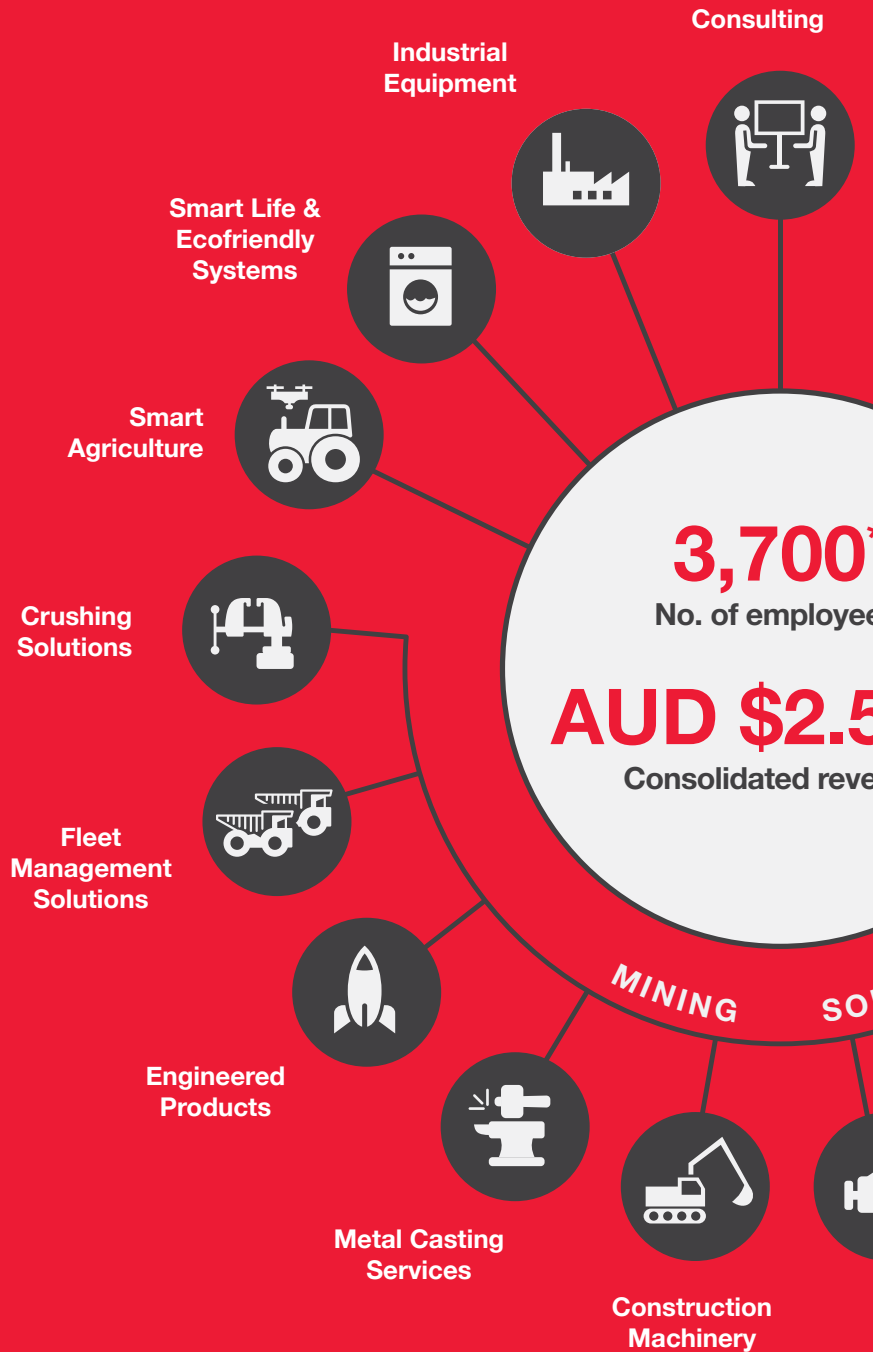 Consulting
Industrial
Equipment
Smart Life &
Ecofriendly
Systems
Smart
Agriculture
Crushing
Solutions
Fleet
Management
Solutions
Engineered
Products
Metal Casting
Services
Construction
Machinery
3,700*
No. of employee
AUD $2.5
Consolidated reve
MINING SO